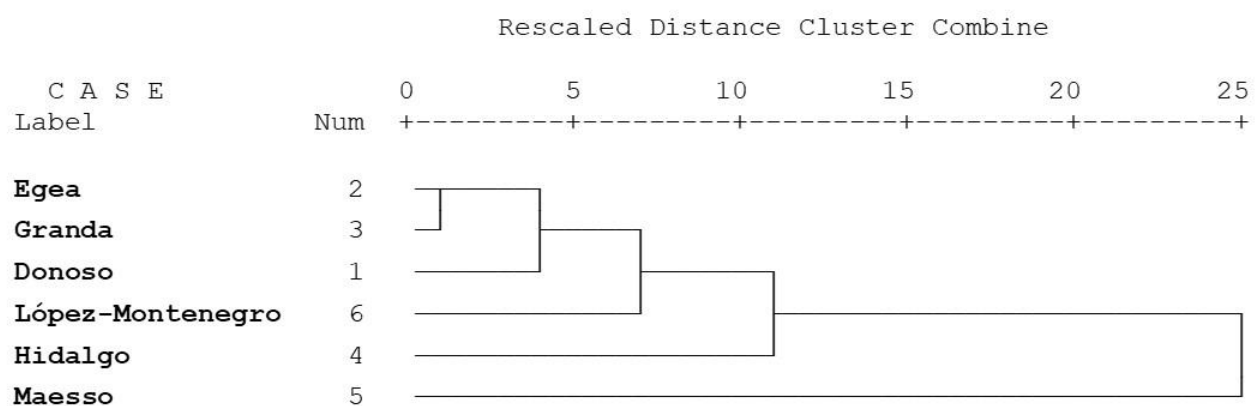 Rescaled Distance Cluster Combine
C A S E 0 5 10 15 20 25
Label Num +---------+---------+---------+---------+---------+
Egea 2
Granda 3
Donoso 1
López-Montenegro 6
Hidalgo 4
Maesso 5